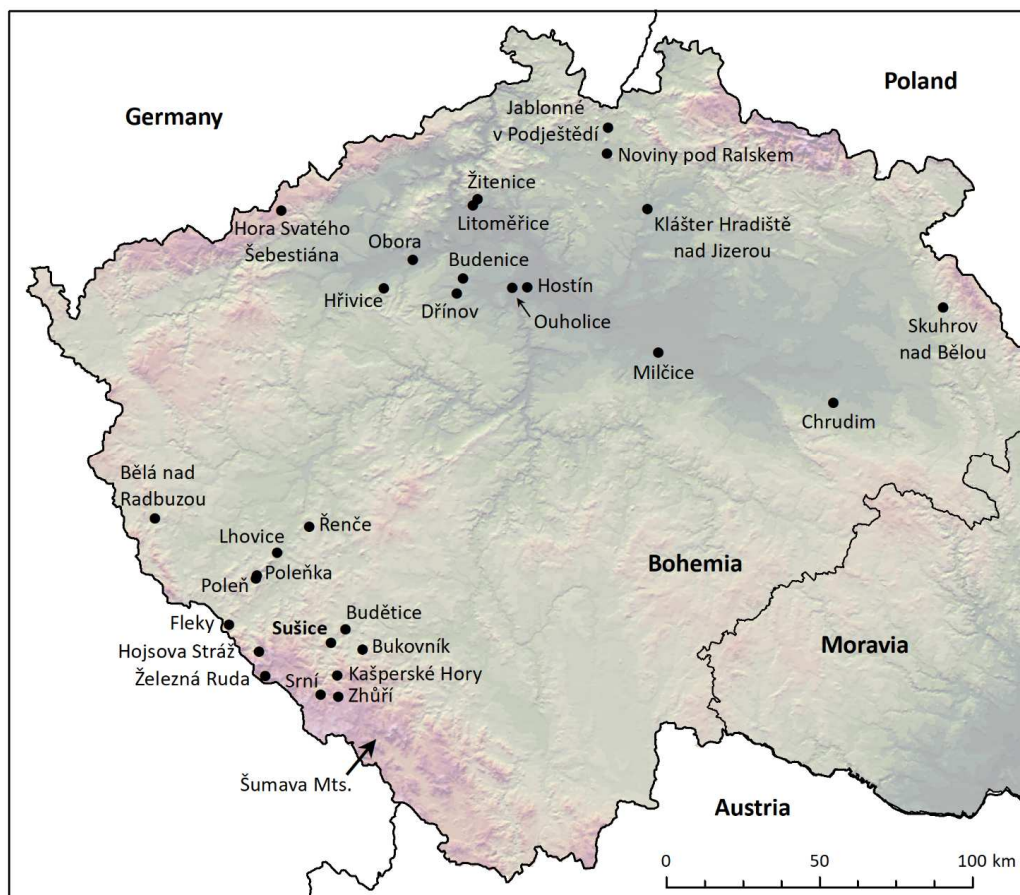 Germany
Poland
Jablonné
v Podještědí
Noviny pod Ralskem
Žitenice
Litoměřice
Hora Svatého
Šebestiána
Klášter Hradiště
nad Jizerou
Obora
Budenice
Hřivice
Dřínov
Hostín
Ouholice
Skuhrov
nad Bělou
Milčice
Chrudim
Bělá nad
Radbuzou
Řenče
Lhovice
Poleňka
Poleň
Bohemia
Moravia
Fleky
Budětice
Sušice
Bukovník
Hojsova Stráž
Železná Ruda
Srní
Kašperské Hory
Zhůří
Šumava Mts.
Austria
0 50 100 km